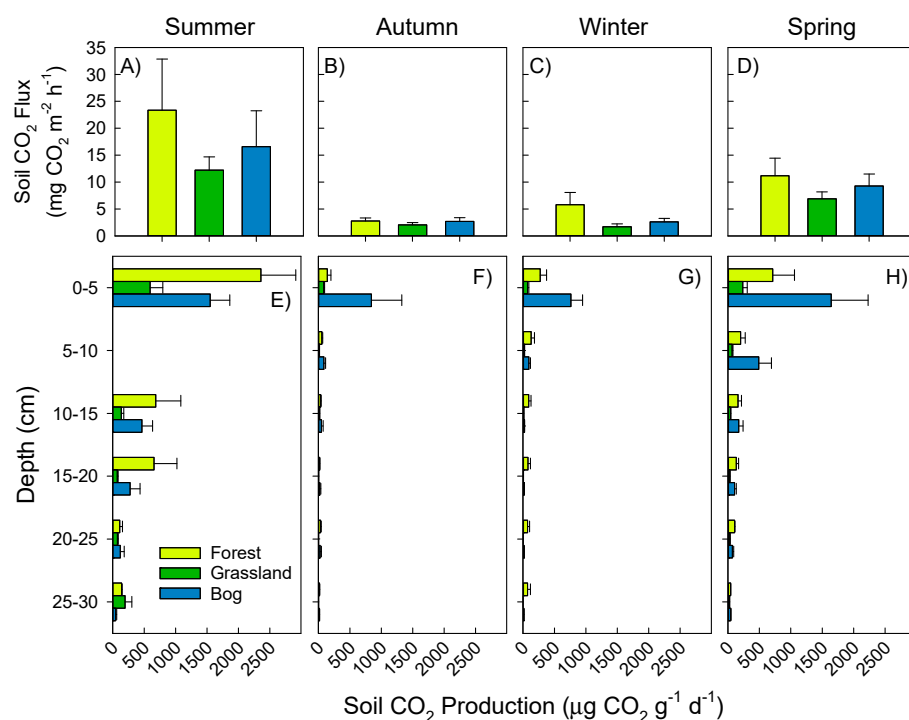 Summer Autumn Winter Spring
Soil CO₂ Flux
(mg CO₂ m⁻² h⁻¹)
35
30
25
20
15
10
5
0
A) B) C) D)
Depth (cm)
0-5
5-10
10-15
15-20
20-25
25-30
E) F) G) H)
Forest
Grassland
Bog
0 500 1000 1500 2000 2500 0 500 1000 1500 2000 2500 0 500 1000 1500 2000 2500 0 500 1000 1500 2000 2500
Soil CO₂ Production (µg CO₂ g⁻¹ d⁻¹)